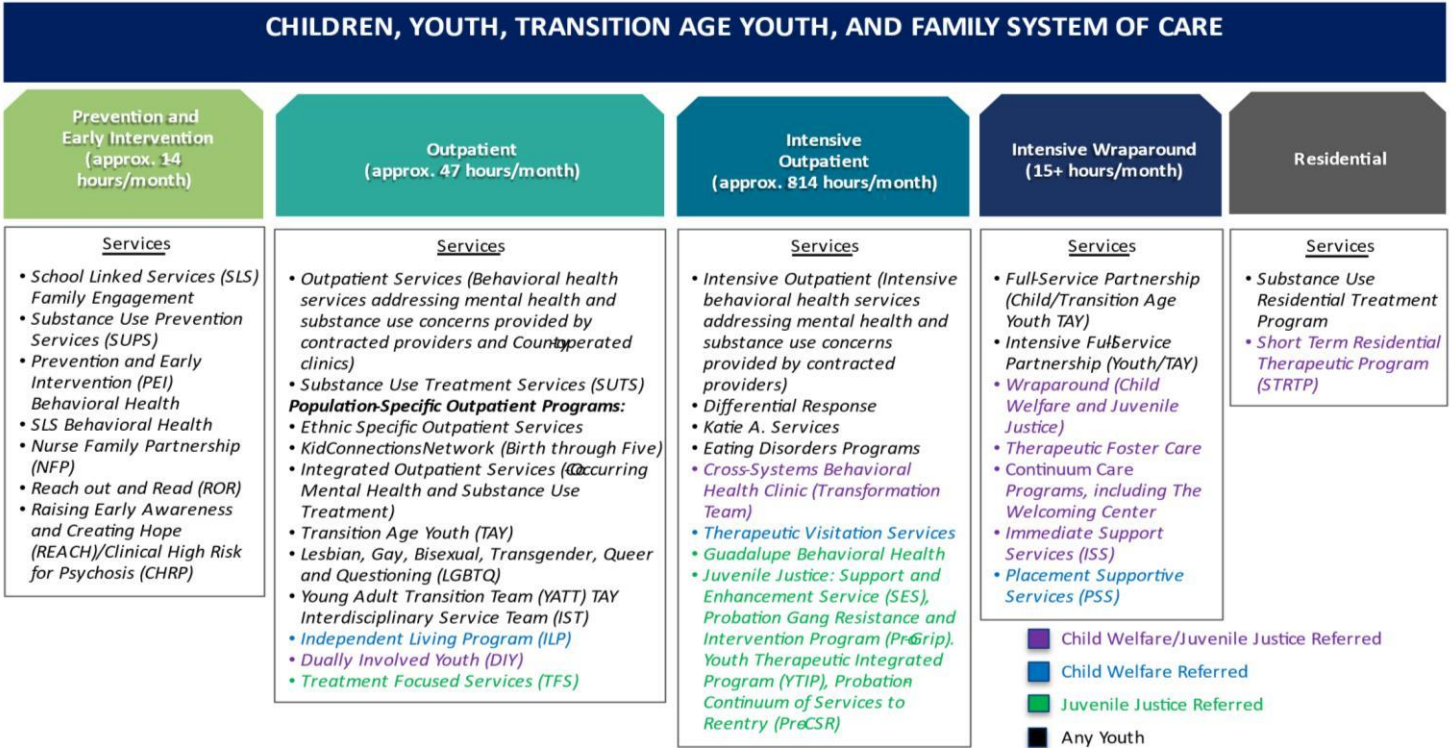 CHILDREN, YOUTH, TRANSITION AGE YOUTH, AND FAMILY SYSTEM OF CARE
Prevention and
Early Intervention
(approx. 14
hours/month)
Services
• School Linked Services (SLS)
Family Engagement
• Substance Use Prevention
Services (SUPS)
• Prevention and Early
Intervention (PEI)
Behavioral Health
• SLS Behavioral Health
• Nurse Family Partnership
(NFP)
• Reach out and Read (ROR)
• Raising Early Awareness
and Creating Hope
(REACH)/Clinical High Risk
for Psychosis (CHRP)
Outpatient
(approx. 47 hours/month)
Services
• Outpatient Services (Behavioral health
services addressing mental health and
substance use concerns provided by
contracted providers and County-operated
clinics)
• Substance Use Treatment Services (SUTS)
Population-Specific Outpatient Programs:
• Ethnic Specific Outpatient Services
• KidConnectionsNetwork (Birth through Five)
• Integrated Outpatient Services (Co-Occurring
Mental Health and Substance Use
Treatment)
• Transition Age Youth (TAY)
• Lesbian, Gay, Bisexual, Transgender, Queer
and Questioning (LGBTQ)
• Young Adult Transition Team (YATT) TAY
Interdisciplinary Service Team (IST)
• Independent Living Program (ILP)
• Dually Involved Youth (DIY)
• Treatment Focused Services (TFS)
Intensive
Outpatient
(approx. 814 hours/month)
Services
• Intensive Outpatient (Intensive
behavioral health services
addressing mental health and
substance use concerns
provided by contracted
providers)
• Differential Response
• Katie A. Services
• Eating Disorders Programs
• Cross-Systems Behavioral
Health Clinic (Transformation
Team)
• Therapeutic Visitation Services
• Guadalupe Behavioral Health
• Juvenile Justice: Support and
Enhancement Service (SES),
Probation Gang Resistance and
Intervention Program (Pro-Grip).
Youth Therapeutic Integrated
Program (YTIP), Probation-
Continuum of Services to
Reentry (Pro-CSR)
Intensive Wraparound
(15+ hours/month)
Services
• Full-Service Partnership
(Child/Transition Age
Youth TAY)
• Intensive Full-Service
Partnership (Youth/TAY)
• Wraparound (Child
Welfare and Juvenile
Justice)
• Therapeutic Foster Care
• Continuum Care
Programs, including The
Welcoming Center
• Immediate Support
Services (ISS)
• Placement Supportive
Services (PSS)
Residential
Services
• Substance Use
Residential Treatment
Program
• Short Term Residential
Therapeutic Program
(STRTP)
Child Welfare/Juvenile Justice Referred
Child Welfare Referred
Juvenile Justice Referred
Any Youth